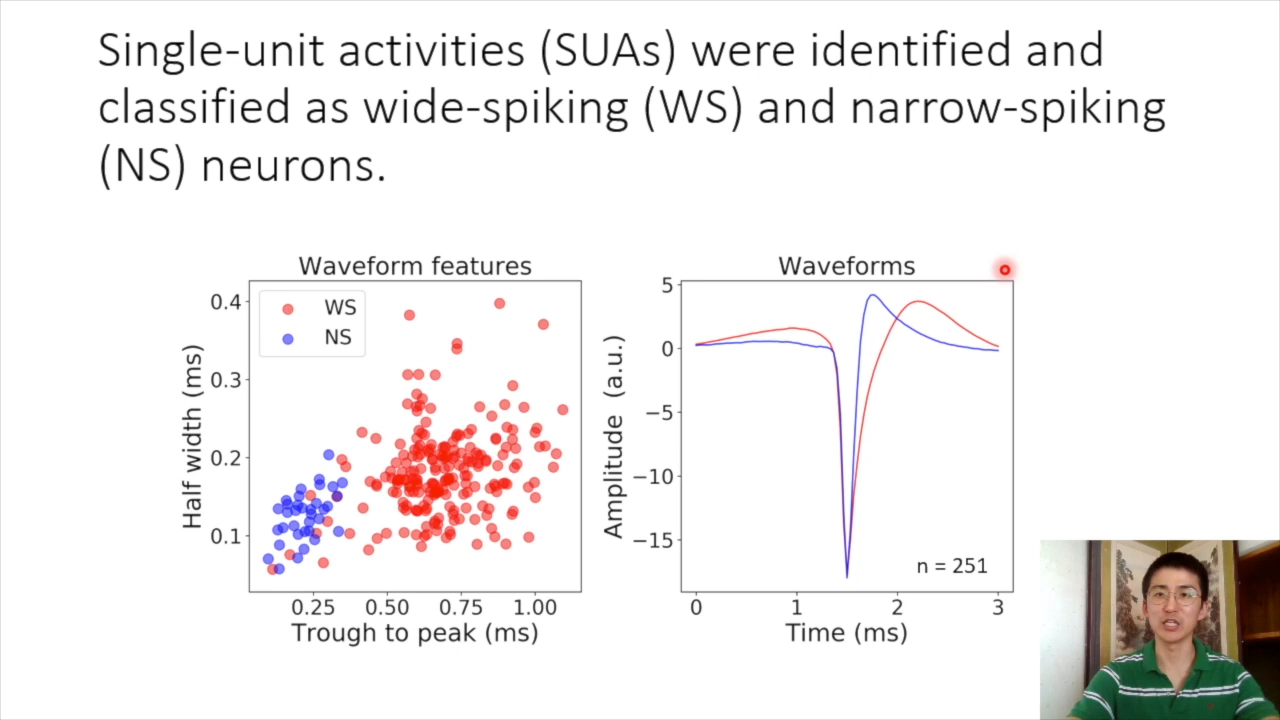 Single-unit activities (SUAs) were identified and
classified as wide-spiking (WS) and narrow-spiking
(NS) neurons.
Waveform features
WS
NS
0.4
0.3
0.2
0.1
Half width (ms)
0.25 0.50 0.75 1.00
Trough to peak (ms)
Waveforms
5
0
−5
−10
−15
Amplitude (a.u.)
n = 251
0 1 2 3
Time (ms)